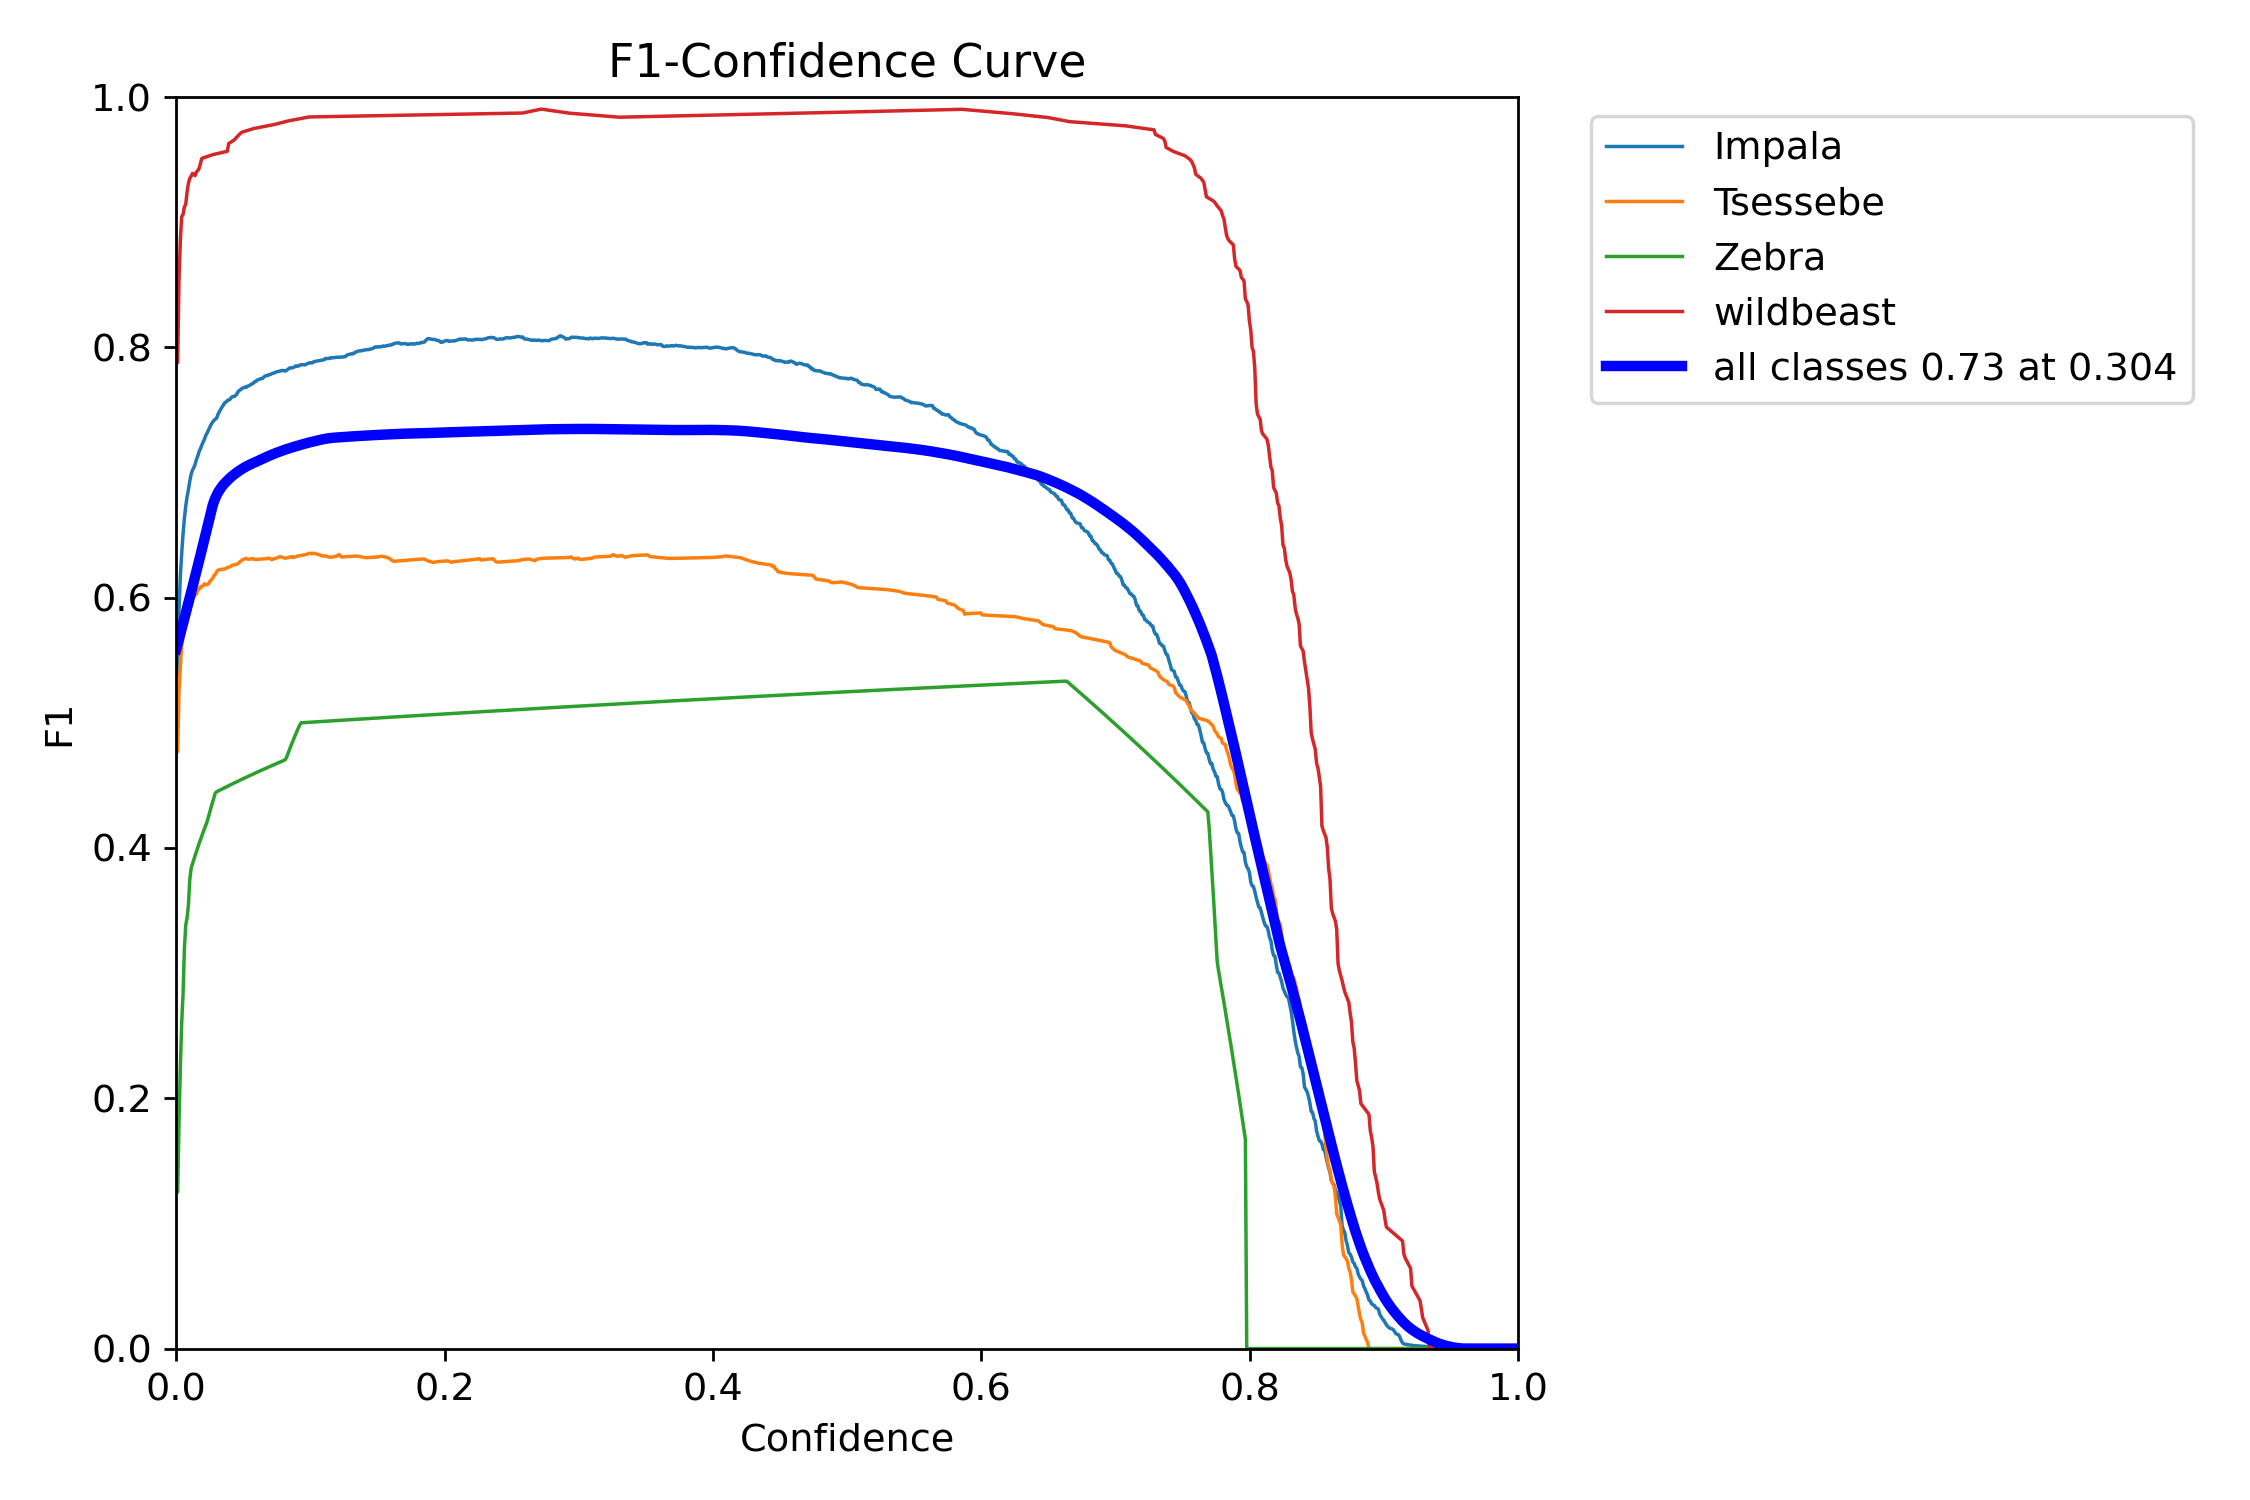 F1-Confidence Curve
1.0
0.8
0.6
0.4
0.2
0.0
F1
0.0 0.2 0.4 0.6 0.8 1.0
Confidence
Impala
Tsessebe
Zebra
wildbeast
all classes 0.73 at 0.304